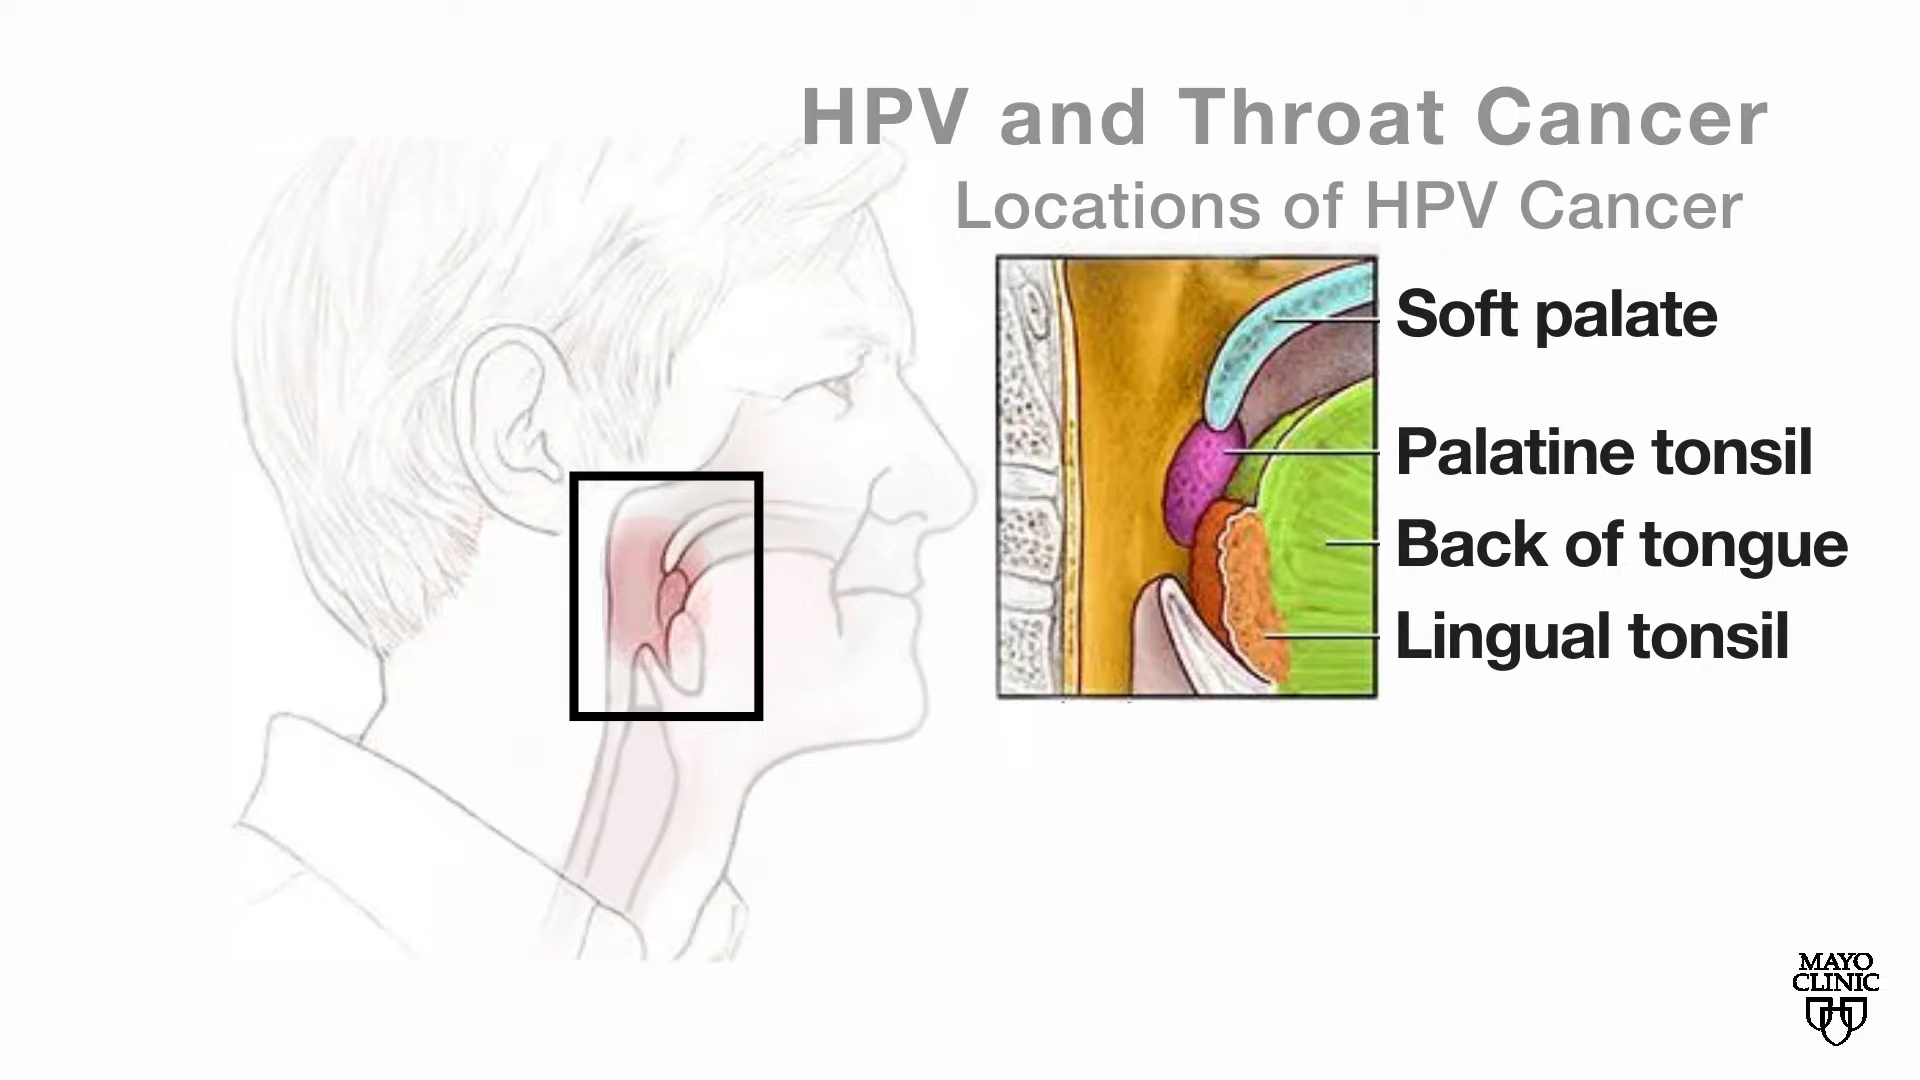 HPV and Throat Cancer
Locations of HPV Cancer
Soft palate
Palatine tonsil
Back of tongue
Lingual tonsil
MAYO
CLINIC